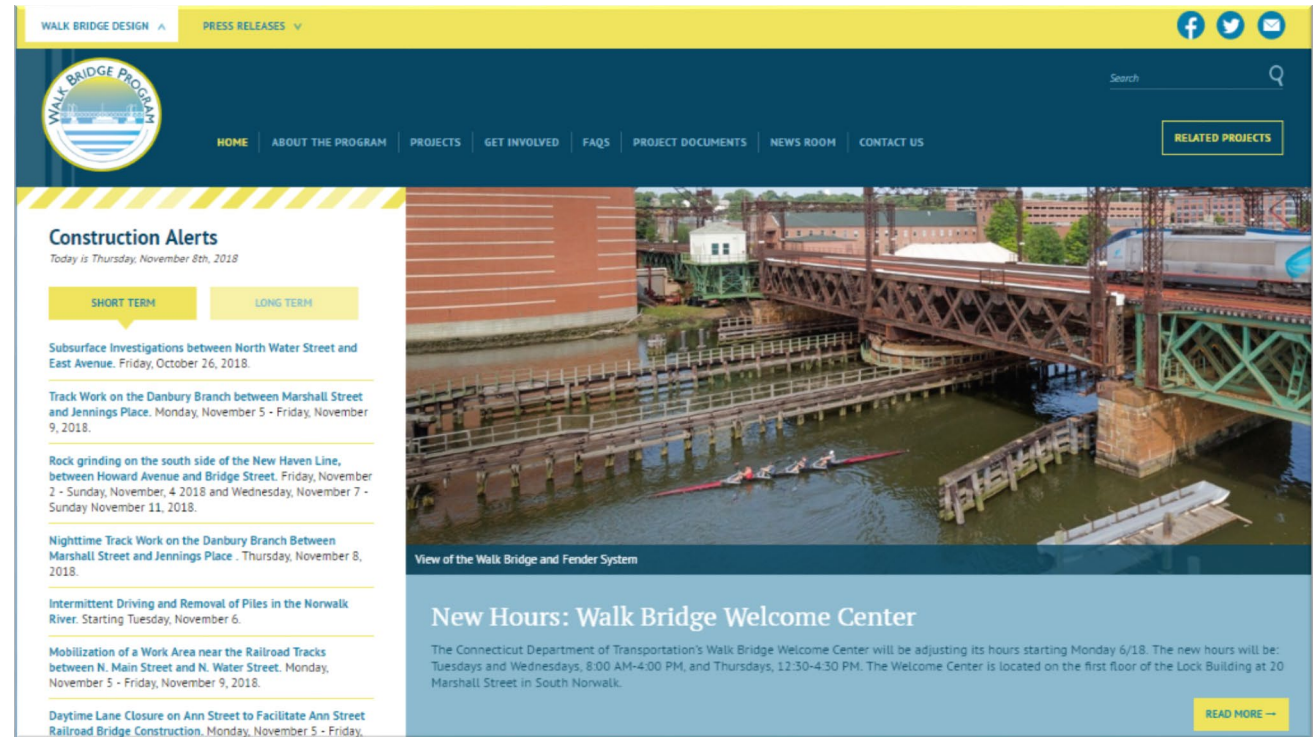 WALK BRIDGE DESIGN
PRESS RELEASES
WALK BRIDGE PROGRAM
Search
HOME
ABOUT THE PROGRAM
PROJECTS
GET INVOLVED
FAQS
PROJECT DOCUMENTS
NEWS ROOM
CONTACT US
RELATED PROJECTS
Construction Alerts
Today is Thursday, November 8th, 2018
SHORT TERM
LONG TERM
Subsurface Investigations between North Water Street and
East Avenue. Friday, October 26, 2018.
Track Work on the Danbury Branch between Marshall Street
and Jennings Place. Monday, November 5 - Friday, November
9, 2018.
Rock grinding on the south side of the New Haven Line,
between Howard Avenue and Bridge Street. Friday, November
2 - Sunday, November, 4 2018 and Wednesday, November 7 -
Sunday November 11, 2018.
Nighttime Track Work on the Danbury Branch Between
Marshall Street and Jennings Place . Thursday, November 8,
2018.
Intermittent Driving and Removal of Piles in the Norwalk
River. Starting Tuesday, November 6.
Mobilization of a Work Area near the Railroad Tracks
between N. Main Street and N. Water Street. Monday,
November 5 - Friday, November 9, 2018.
Daytime Lane Closure on Ann Street to Facilitate Ann Street
Railroad Bridge Construction. Monday, November 5 - Friday,
View of the Walk Bridge and Fender System
New Hours: Walk Bridge Welcome Center
The Connecticut Department of Transportation's Walk Bridge Welcome Center will be adjusting its hours starting Monday 6/18. The new hours will be:
Tuesdays and Wednesdays, 8:00 AM-4:00 PM, and Thursdays, 12:30-4:30 PM. The Welcome Center is located on the first floor of the Lock Building at 20
Marshall Street in South Norwalk.
READ MORE →